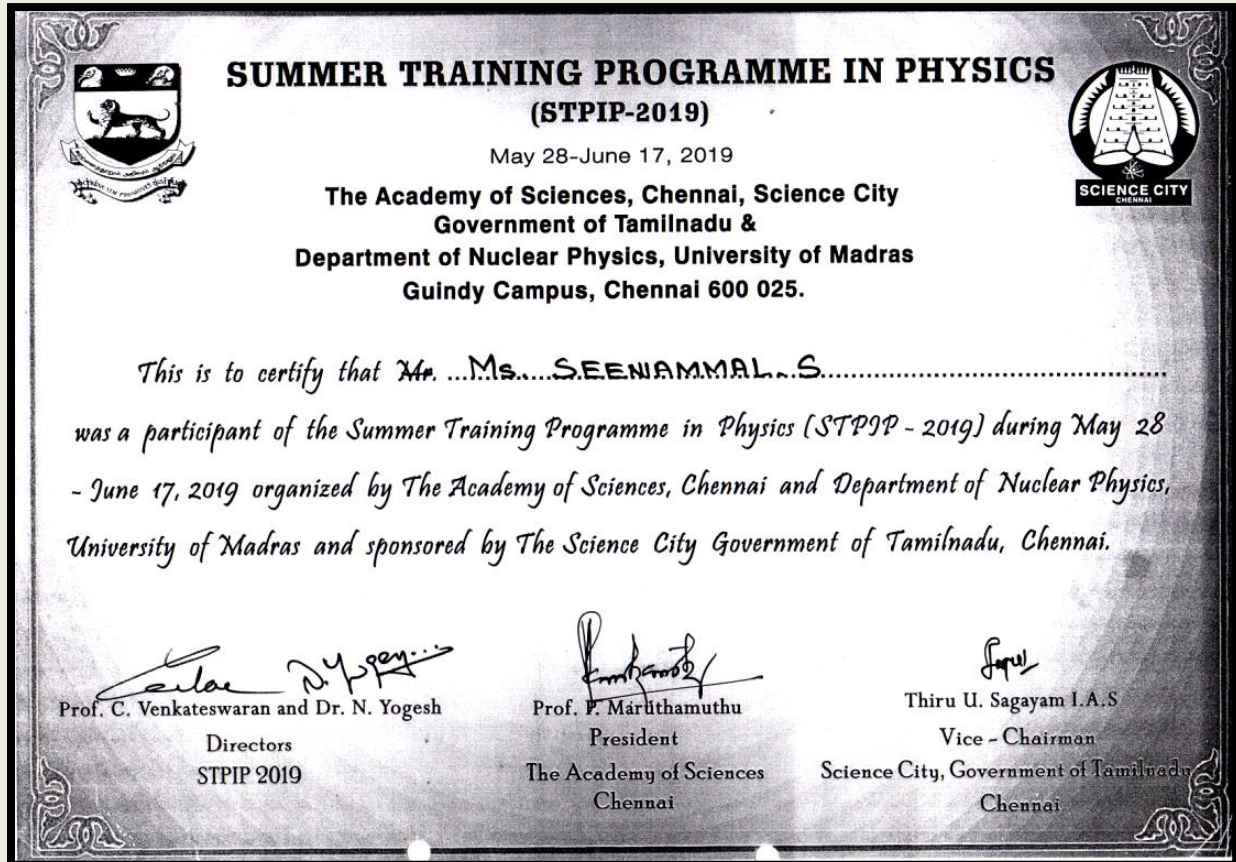 SUMMER TRAINING PROGRAMME IN PHYSICS
(STPIP-2019)
May 28-June 17, 2019
The Academy of Sciences, Chennai, Science City
Government of Tamilnadu &
Department of Nuclear Physics, University of Madras
Guindy Campus, Chennai 600 025.
SCIENCE CITY
CHENNAI
This is to certify that Mr. ...Ms....SEENAMMAL..S................................
was a participant of the Summer Training Programme in Physics (STPIP - 2019) during May 28
- June 17, 2019 organized by The Academy of Sciences, Chennai and Department of Nuclear Physics,
University of Madras and sponsored by The Science City Government of Tamilnadu, Chennai.
Prof. C. Venkateswaran and Dr. N. Yogesh
Directors
STPIP 2019
Prof. P. Maruthamuthu
President
The Academy of Sciences
Chennai
Thiru U. Sagayam I.A.S
Vice - Chairman
Science City, Government of Tamilnadu
Chennai